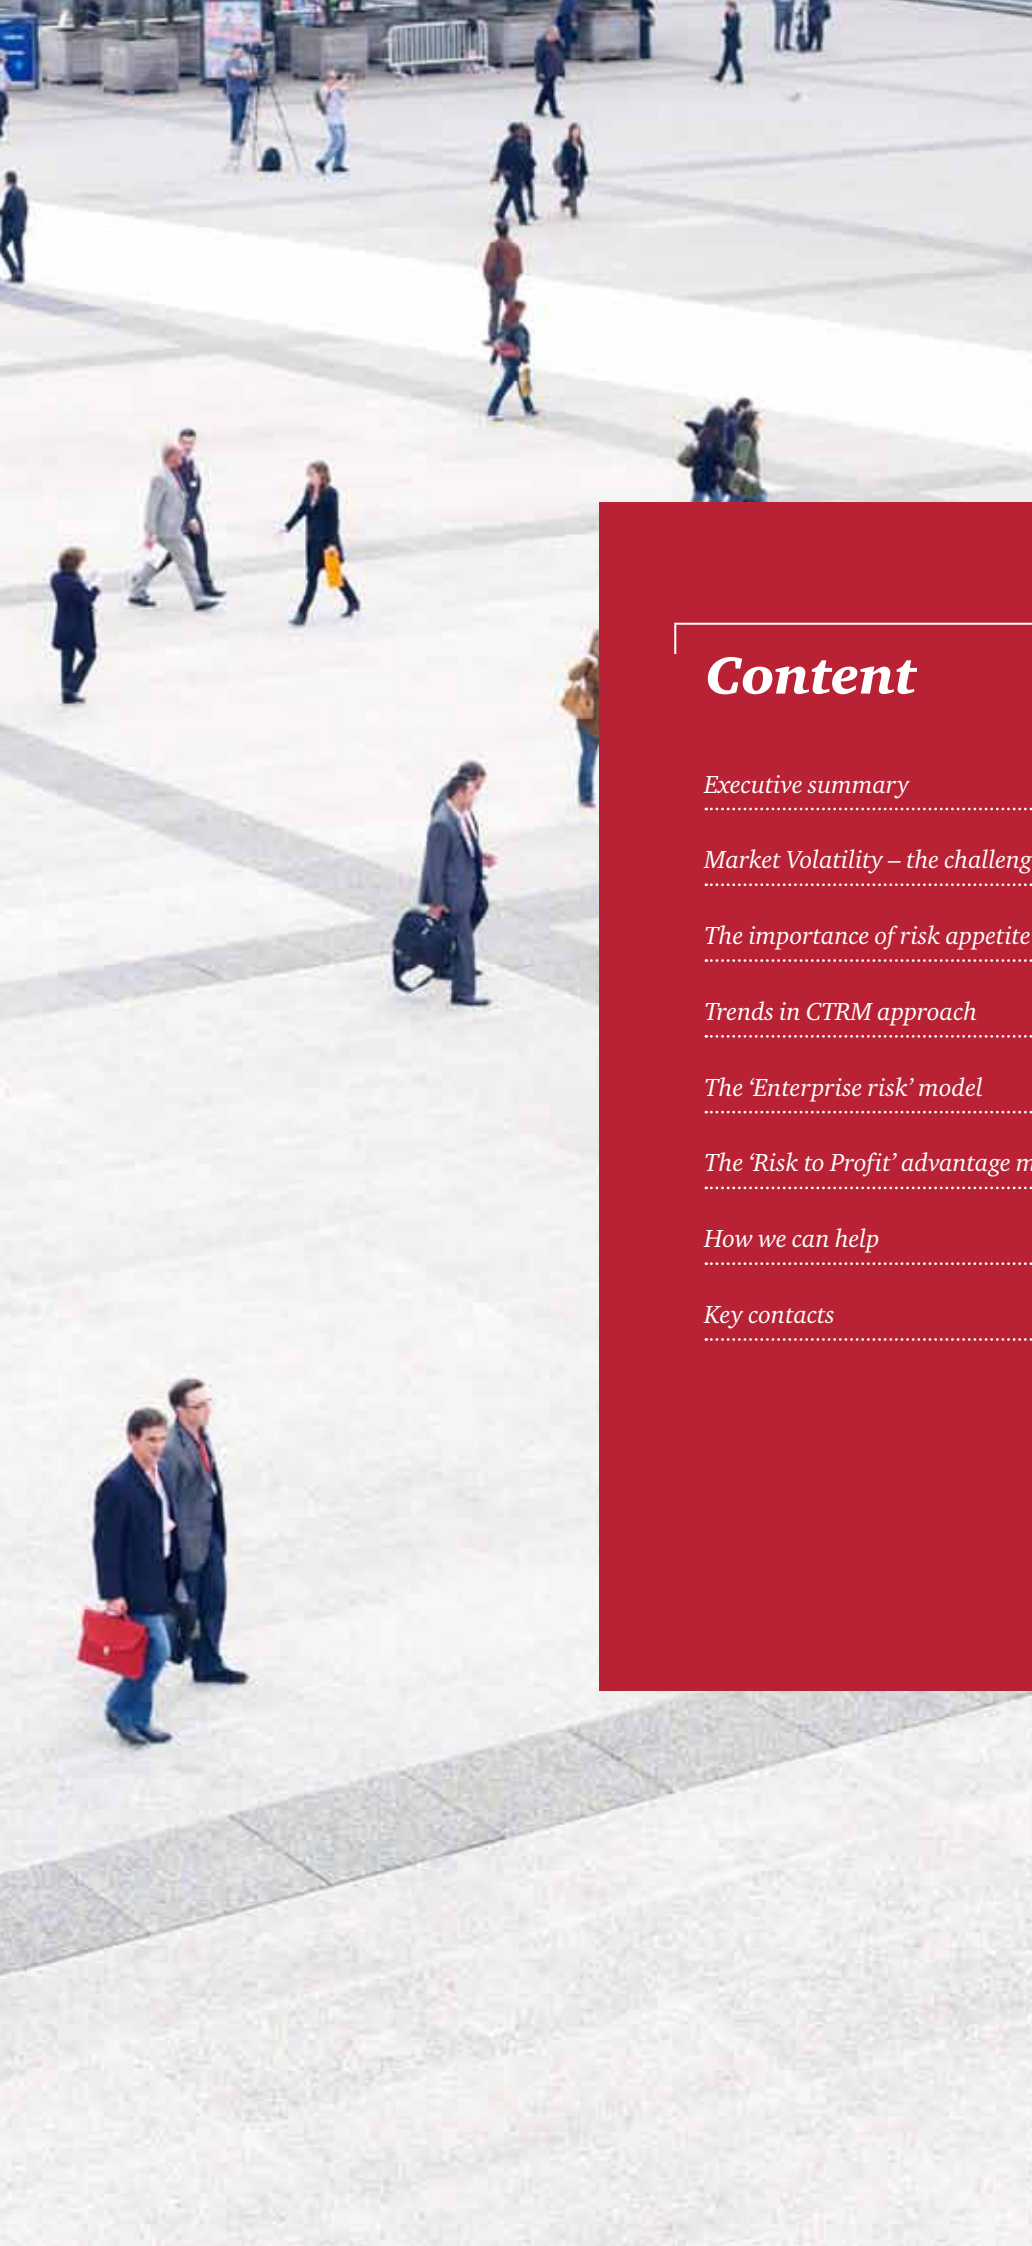 Content
Executive summary
Market Volatility – the challeng
The importance of risk appetite
Trends in CTRM approach
The ‘Enterprise risk’ model
The ‘Risk to Profit’ advantage m
How we can help
Key contacts